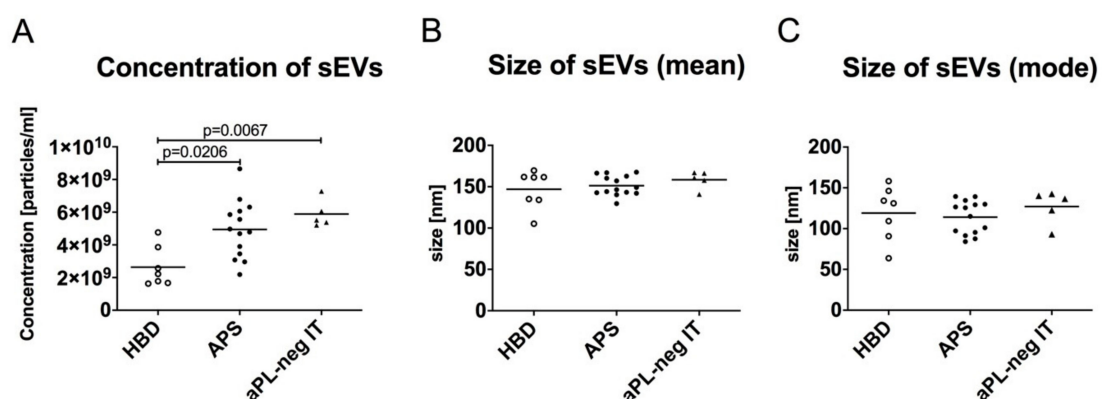 A
Concentration of sEVs
Concentration [particles/ml]
1×10¹⁰
8×10⁹
6×10⁹
4×10⁹
2×10⁹
0
p=0.0067
p=0.0206
HBD
APS
aPL-neg IT
B
Size of sEVs (mean)
size [nm]
200
150
100
50
0
HBD
APS
aPL-neg IT
C
Size of sEVs (mode)
size [nm]
200
150
100
50
0
HBD
APS
aPL-neg IT